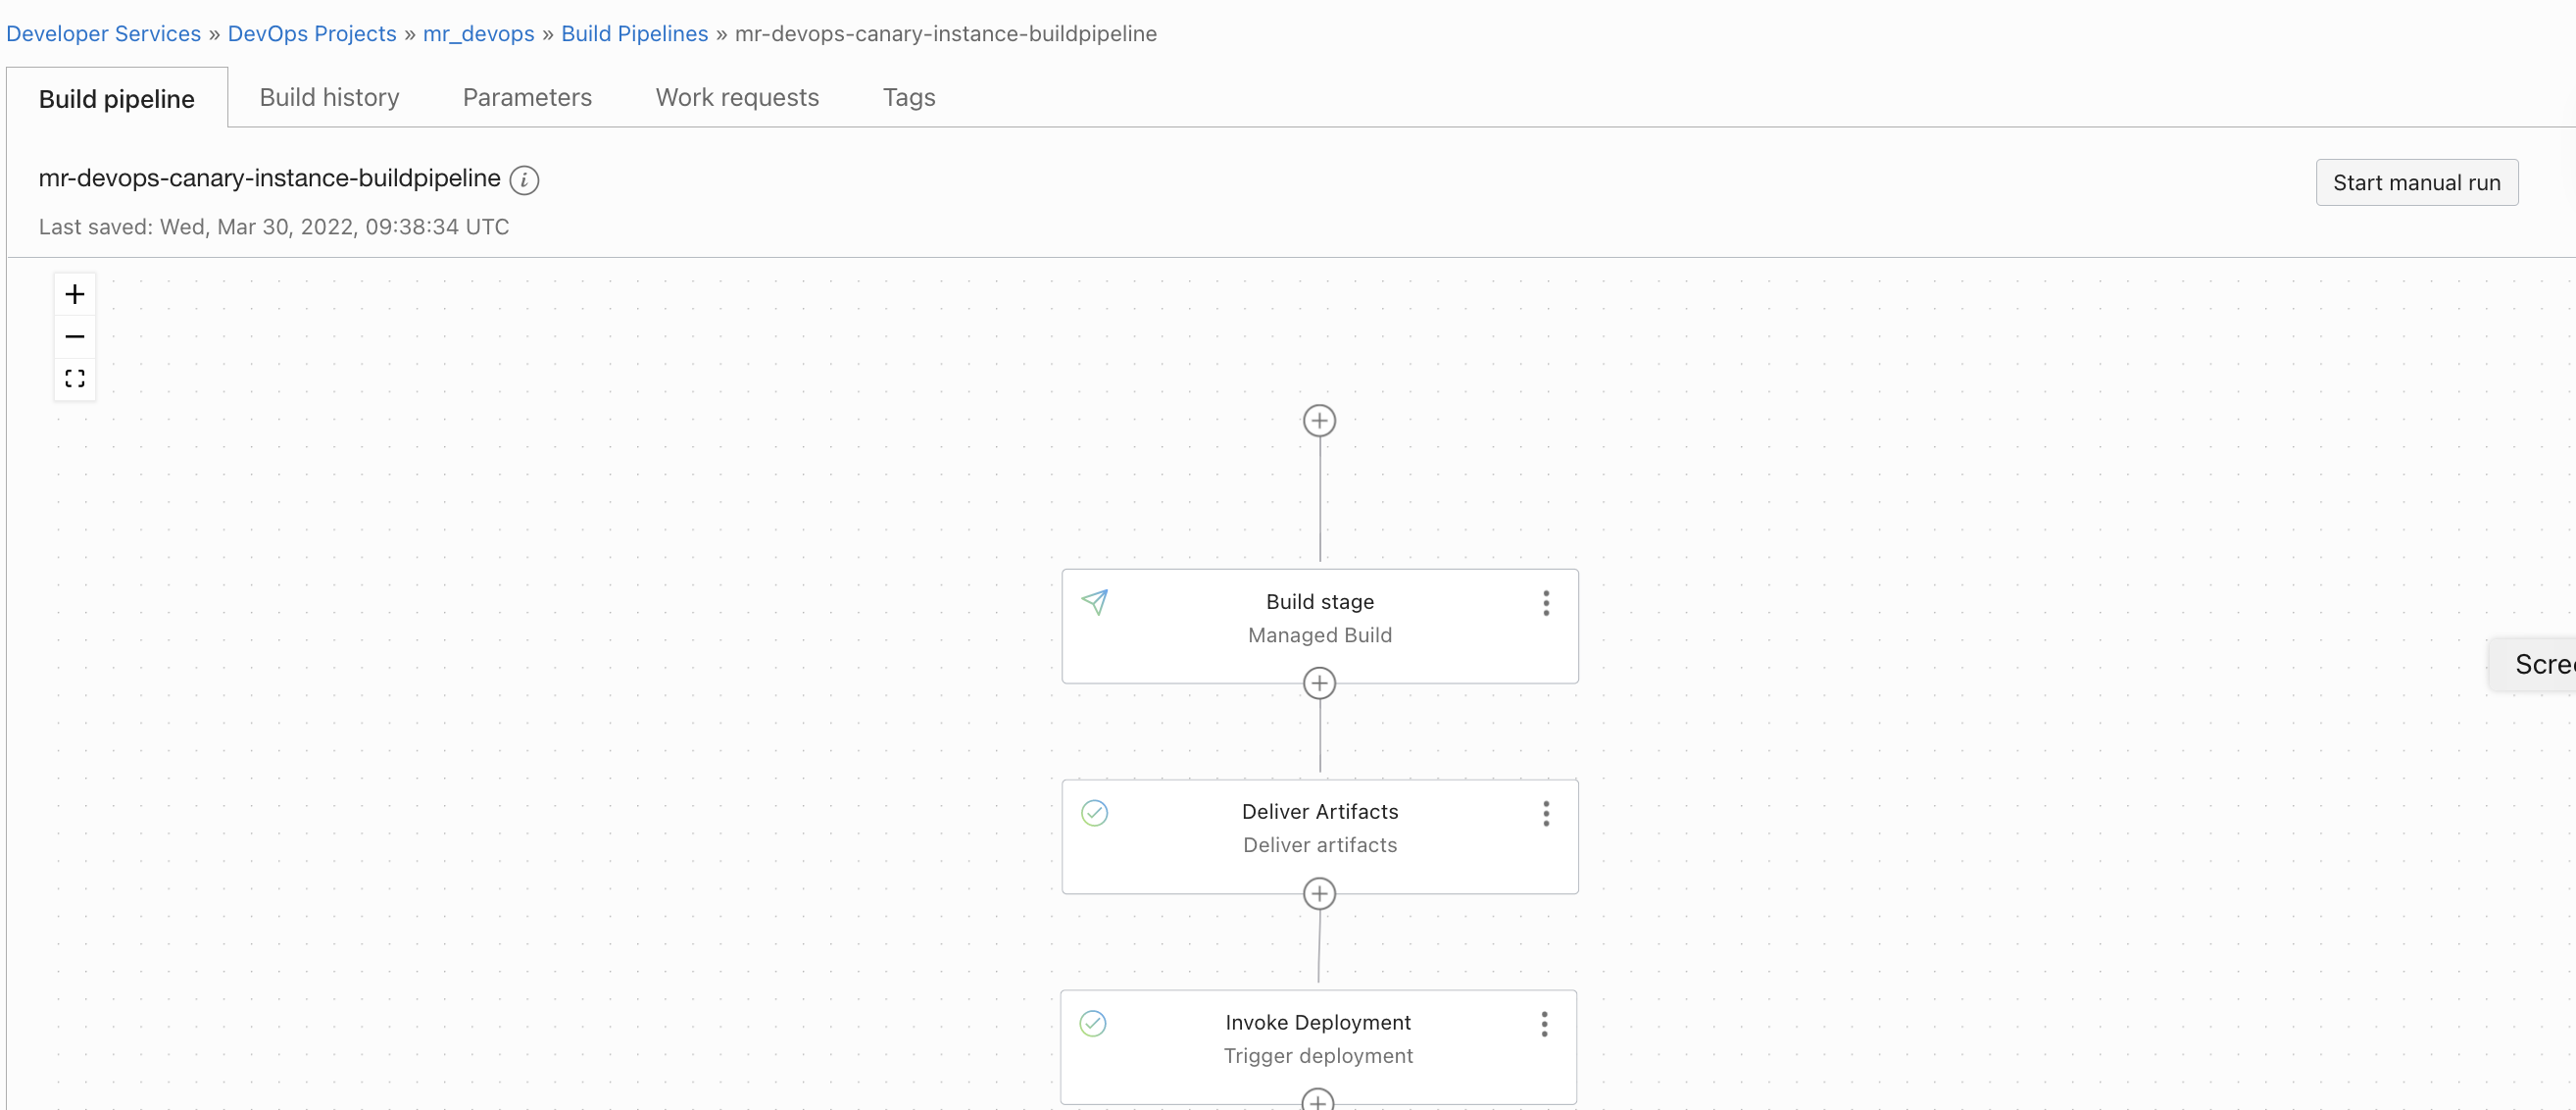 Developer Services » DevOps Projects » mr_devops » Build Pipelines » mr-devops-canary-instance-buildpipeline
Build pipeline Build history Parameters Work requests Tags
mr-devops-canary-instance-buildpipeline i
Start manual run
Last saved: Wed, Mar 30, 2022, 09:38:34 UTC
Build stage
Managed Build
Deliver Artifacts
Deliver artifacts
Invoke Deployment
Trigger deployment